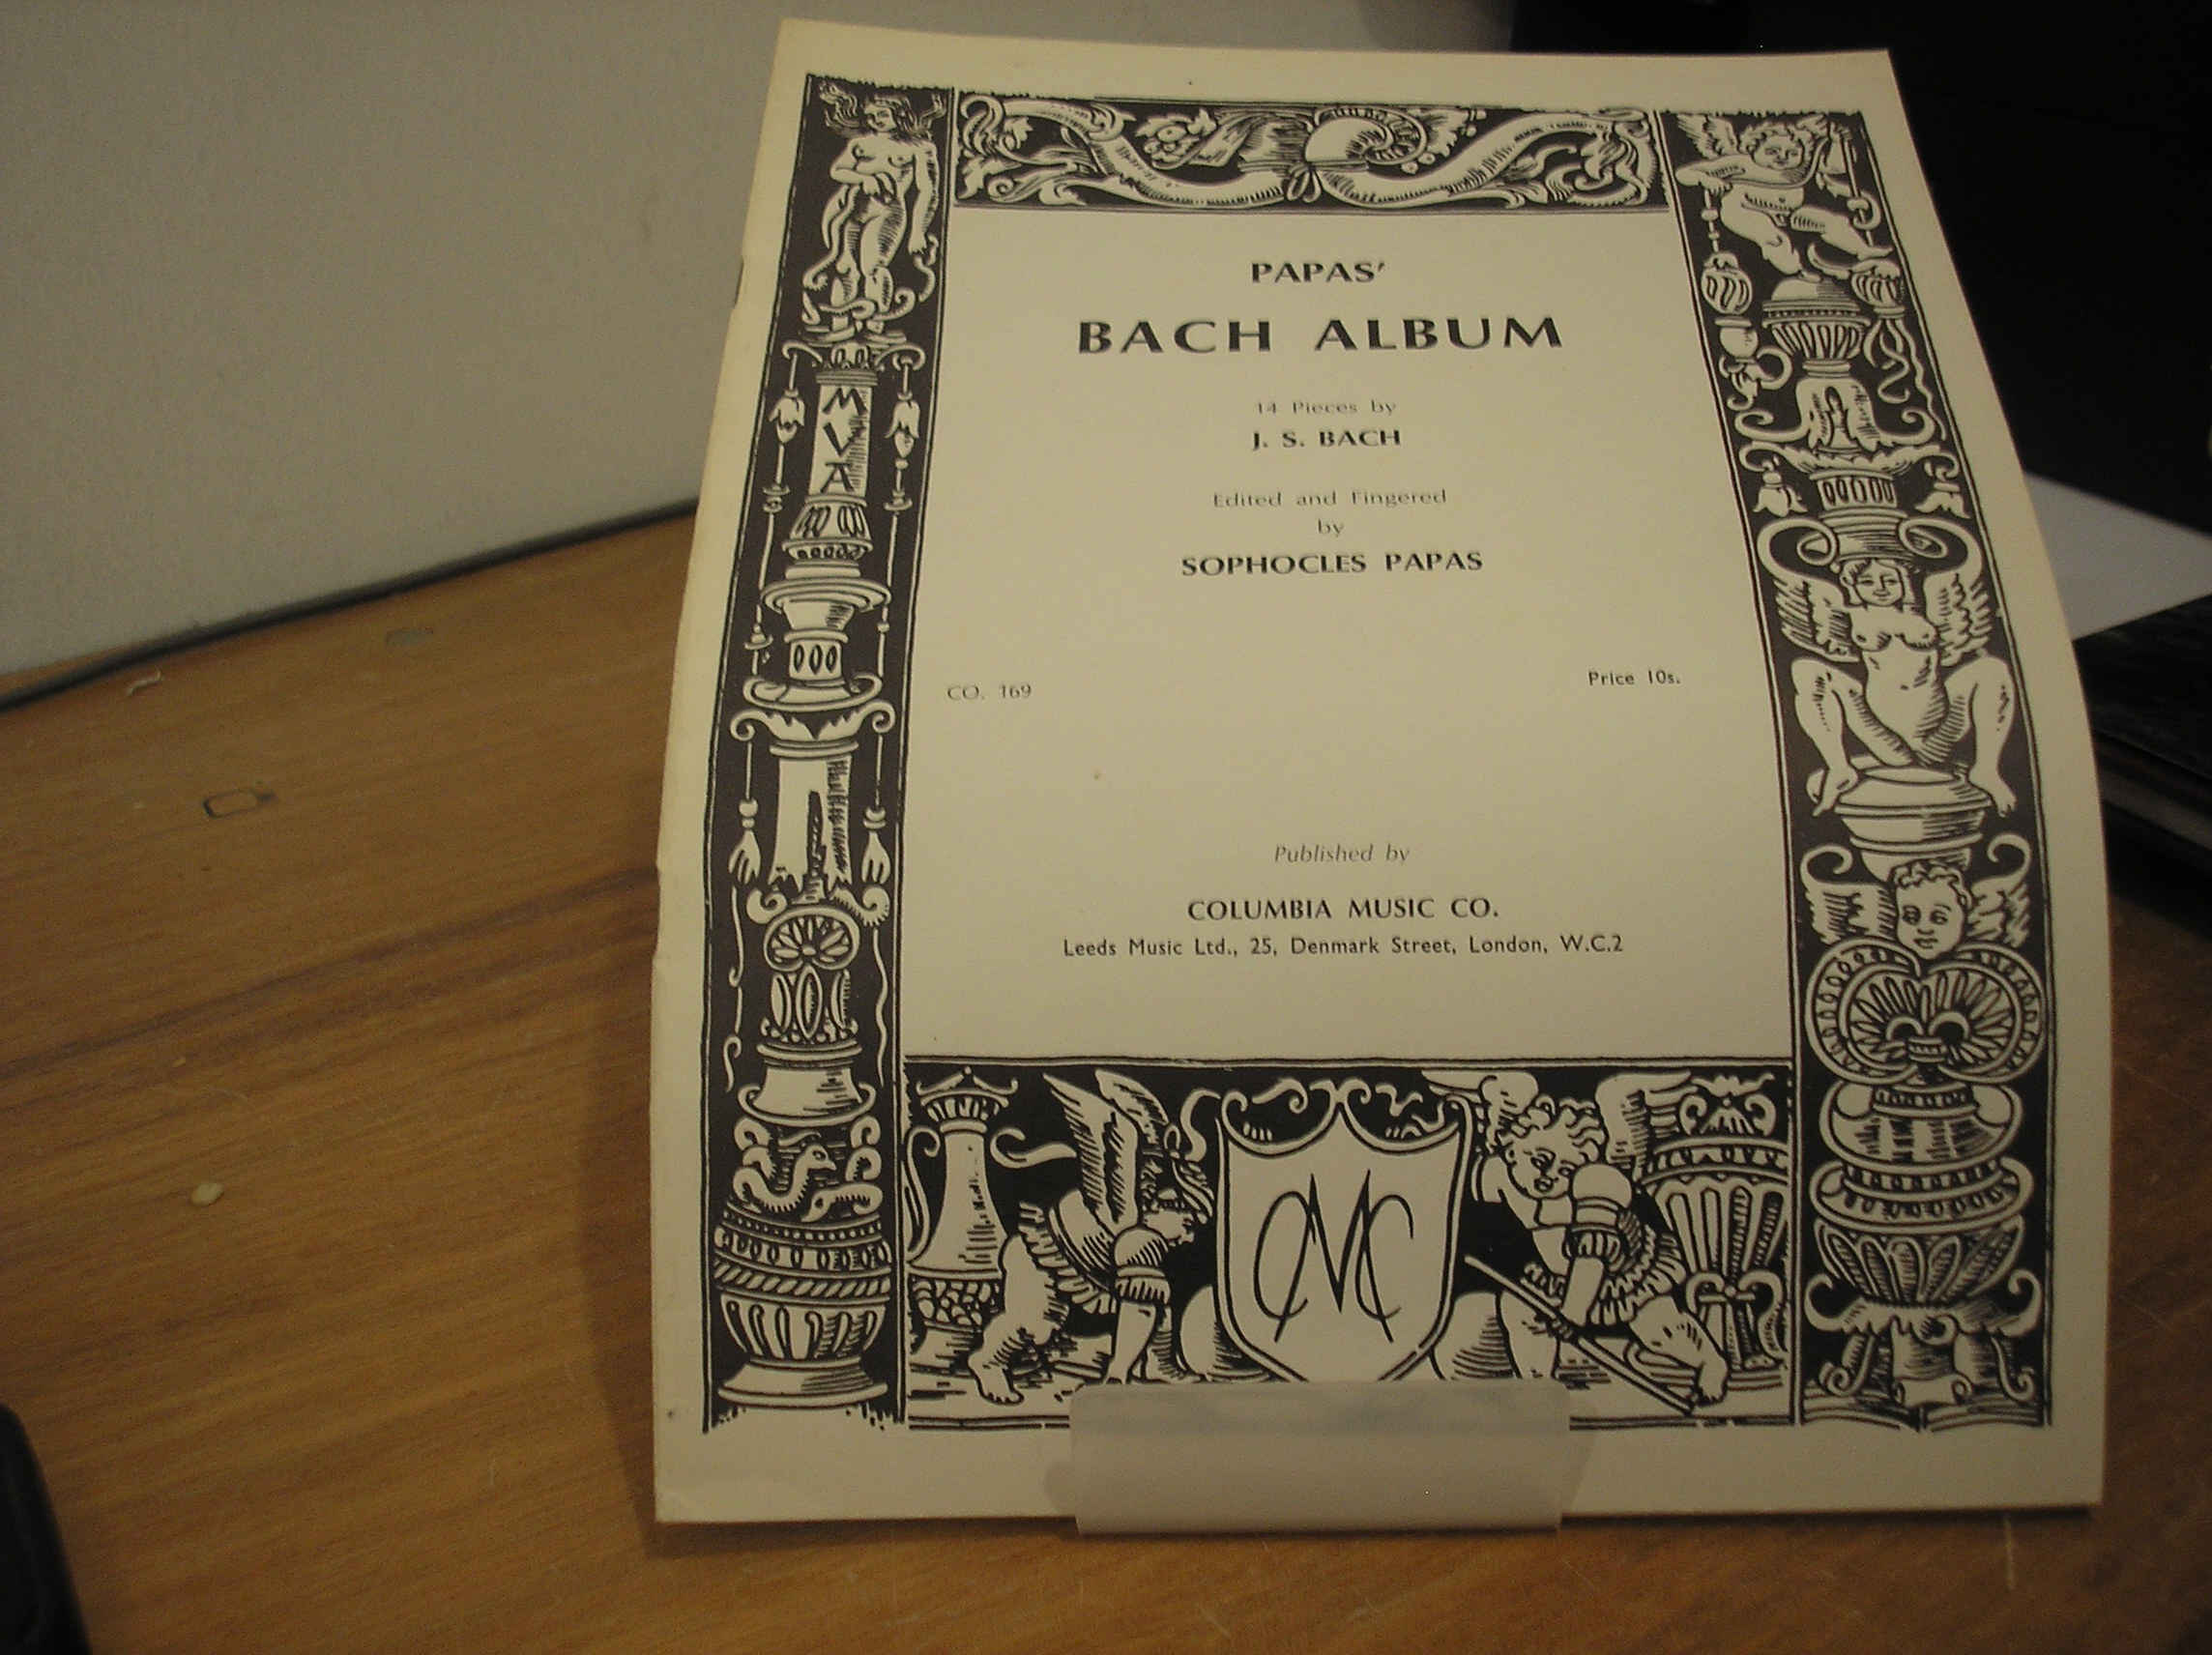 PAPAS'
BACH ALBUM
14 Pieces by
J. S. BACH
Edited and Fingered
by
SOPHOCLES PAPAS
CO. 169
Price 10s.
Published by
COLUMBIA MUSIC CO.
Leeds Music Ltd., 25, Denmark Street, London, W.C.2
M
V
A
CMC